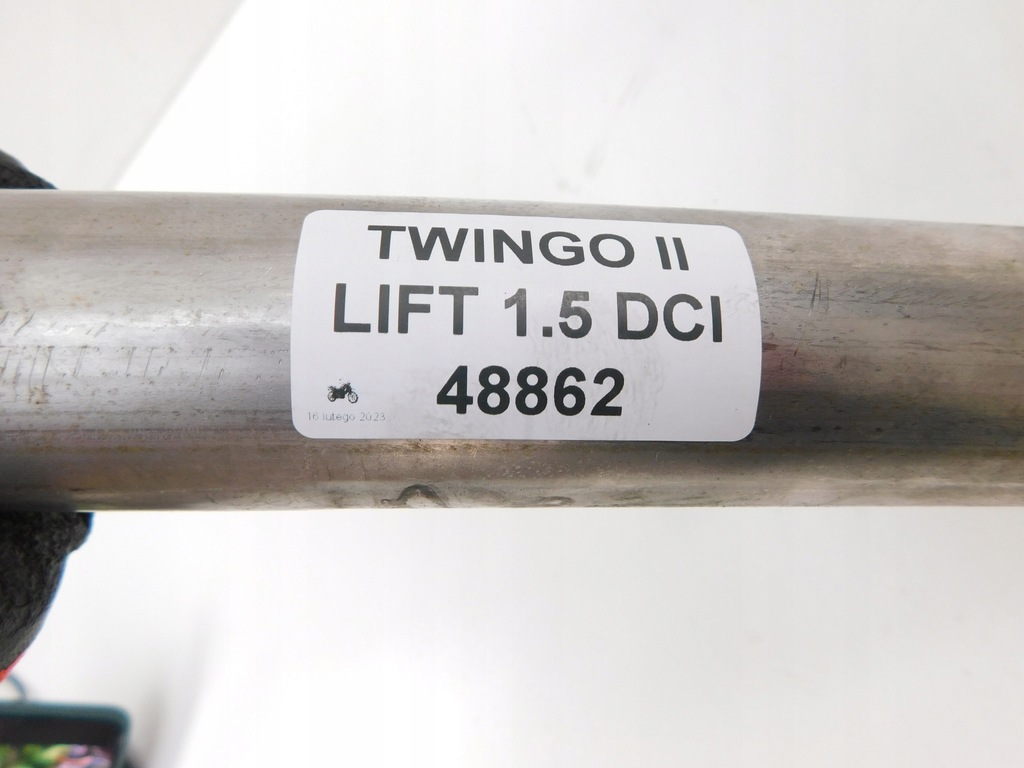 TWINGO II
LIFT 1.5 DCI
48862
16 lutego 2023